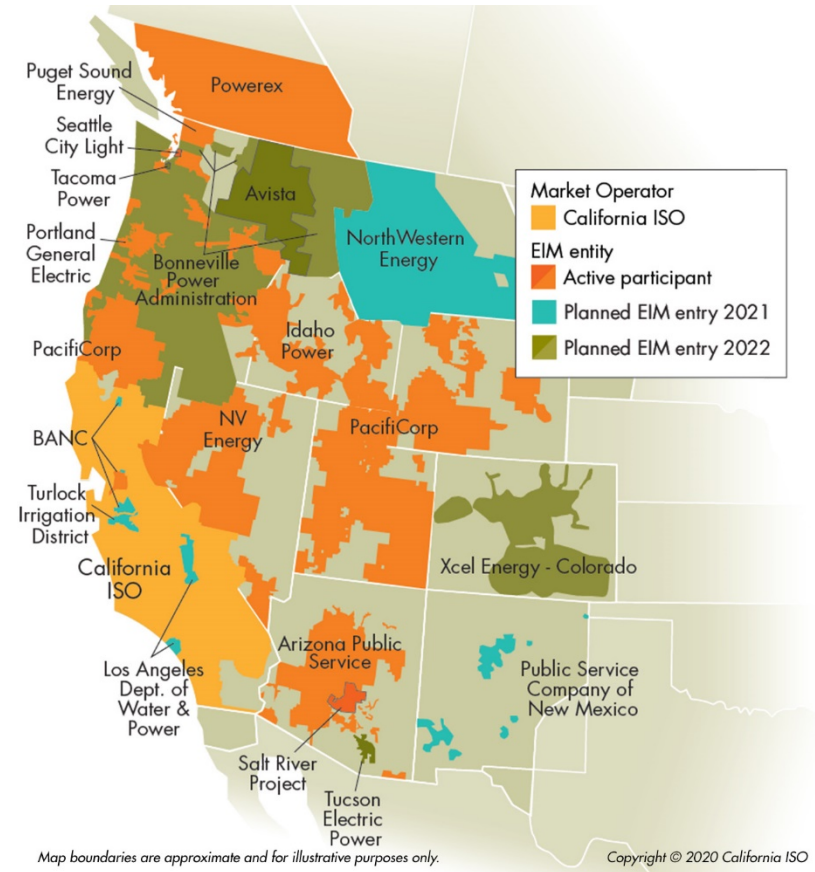 Powerex
Puget Sound
Energy
Seattle
City Light
Tacoma
Power
Avista
Portland
General
Electric
Bonneville
Power
Administration
NorthWestern
Energy
Market Operator
California ISO
EIM entity
Active participant
Planned EIM entry 2021
Planned EIM entry 2022
PacifiCorp
Idaho
Power
NV
Energy
PacifiCorp
BANC
Turlock
Irrigation
District
California
ISO
Xcel Energy - Colorado
Arizona Public
Service
Los Angeles
Dept. of
Water &
Power
Public Service
Company of
New Mexico
Salt River
Project
Tucson
Electric
Power
Map boundaries are approximate and for illustrative purposes only.
Copyright © 2020 California ISO